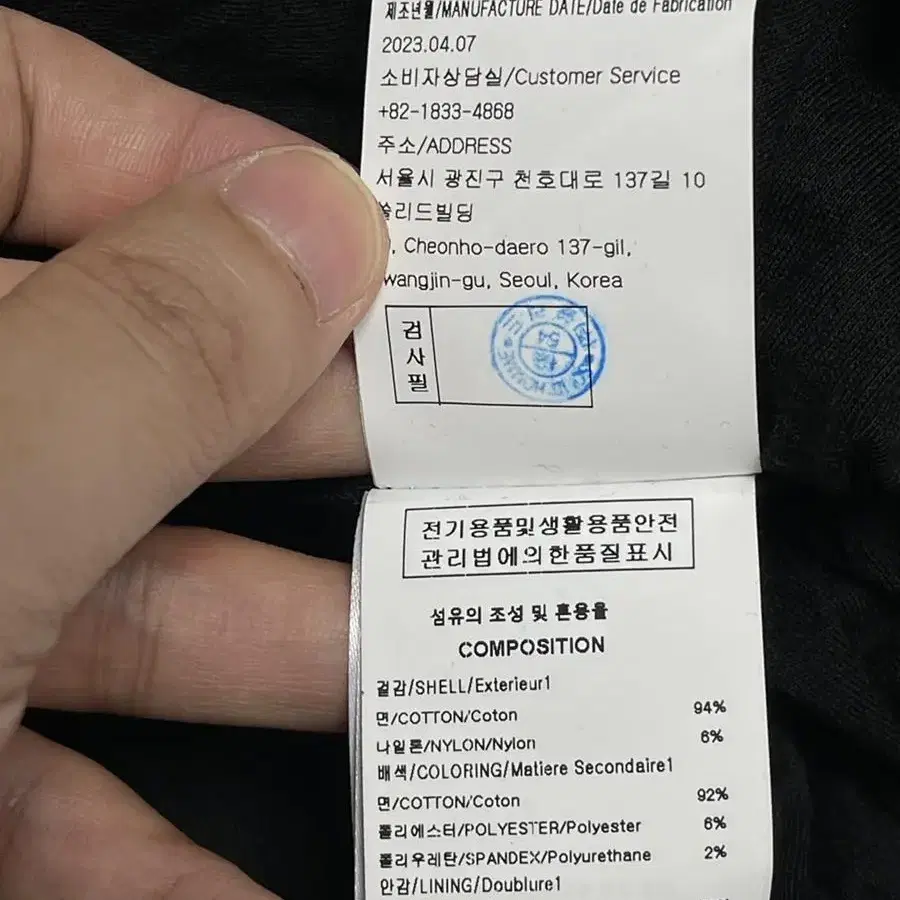 제조년월/MANUFACTURE DATE/Date de Fabrication
2023.04.07
소비자상담실/Customer Service
+82-1833-4868
주소/ADDRESS
서울시 광진구 천호대로 137길 10
쏠리드빌딩
, Cheonho-daero 137-gil,
wangjin-gu, Seoul, Korea
검사필
전기용품및생활용품안전
관리법에의한품질표시
섬유의 조성 및 혼용율
COMPOSITION
겉감/SHELL/Exterieur1
면/COTTON/Coton 94%
나일론/NYLON/Nylon 6%
배색/COLORING/Matiere Secondaire1
면/COTTON/Coton 92%
폴리에스터/POLYESTER/Polyester 6%
폴리우레탄/SPANDEX/Polyurethane 2%
안감/LINING/Doublure1